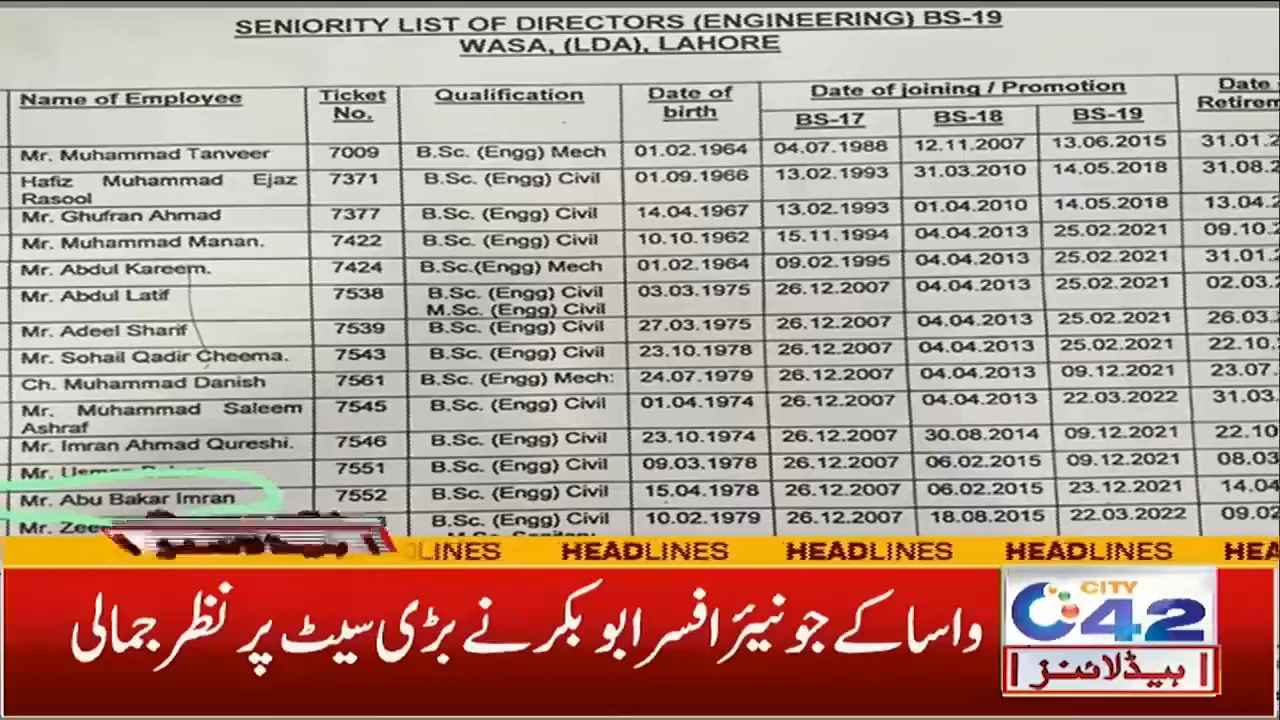 SENIORITY LIST OF DIRECTORS (ENGINEERING) BS-19
WASA, (LDA), LAHORE
Name of Employee Ticket No. Qualification Date of birth Date of joining / Promotion Date
BS-17 BS-18 BS-19
Mr. Muhammad Tanveer 7009 B.Sc. (Engg) Mech 01.02.1964 04.07.1988 12.11.2007 13.06.2015 31.01.2
Hafiz Muhammad Ejaz 7371 B.Sc. (Engg) Civil 01.09.1966 13.02.1993 31.03.2010 14.05.2018 31.08.2
Rasool
Mr. Ghufran Ahmad 7377 B.Sc. (Engg) Civil 14.04.1967 13.02.1993 01.04.2010 14.05.2018 13.04.2
Mr. Muhammad Manan. 7422 B.Sc. (Engg) Civil 10.10.1962 15.11.1994 04.04.2013 25.02.2021 09.10.2
Mr. Abdul Kareem. 7424 B.Sc.(Engg) Mech 01.02.1964 09.02.1995 04.04.2013 25.02.2021 31.01.2
Mr. Abdul Latif 7538 B.Sc. (Engg) Civil 03.03.1975 26.12.2007 04.04.2013 25.02.2021 02.03.2
M.Sc. (Engg) Civil
Mr. Adeel Sharif 7539 B.Sc. (Engg) Civil 27.03.1975 26.12.2007 04.04.2013 25.02.2021 26.03.
Mr. Sohail Qadir Cheema. 7543 B.Sc. (Engg) Civil 23.10.1978 26.12.2007 04.04.2013 25.02.2021 22.10.
Ch. Muhammad Danish 7561 B.Sc. (Engg) Mech: 24.07.1979 26.12.2007 04.04.2013 09.12.2021 23.07.
Mr. Muhammad Saleem 7545 B.Sc. (Engg) Civil 01.04.1974 26.12.2007 04.04.2013 22.03.2022 31.03.
Ashraf
Mr. Imran Ahmad Qureshi. 7546 B.Sc. (Engg) Civil 23.10.1974 26.12.2007 30.08.2014 09.12.2021 22.10
Mr. 7551 B.Sc. (Engg) Civil 09.03.1978 26.12.2007 06.02.2015 09.12.2021 08.03
Mr. Abu Bakar Imran 7552 B.Sc. (Engg) Civil 15.04.1978 26.12.2007 06.02.2015 23.12.2021 14.04
Mr. B.Sc. (Engg) Civil 10.02.1979 26.12.2007 18.08.2015 22.03.2022 09.02
HEADLINES HEADLINES HEADLINES
واسا کے جونیئر افسر ابو بکر نے بڑی سیٹ پر نظر جمالی
CITY
42
ہیڈلائنز